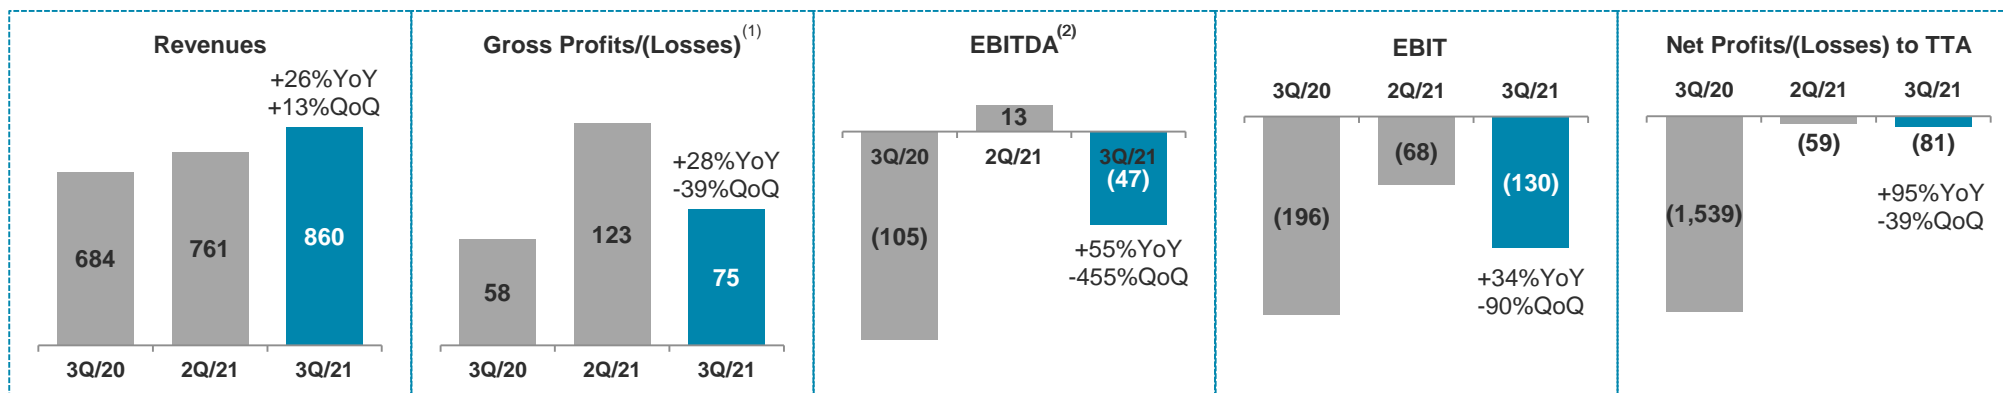 Revenues
+26%YoY
+13%QoQ
684
761
860
3Q/20 2Q/21 3Q/21
Gross Profits/(Losses)(1)
+28%YoY
-39%QoQ
58
123
75
3Q/20 2Q/21 3Q/21
EBITDA(2)
13
3Q/20 2Q/21 3Q/21
(47)
(105)
+55%YoY
-455%QoQ
EBIT
3Q/20 2Q/21 3Q/21
(68)
(130)
(196)
+34%YoY
-90%QoQ
Net Profits/(Losses) to TTA
3Q/20 2Q/21 3Q/21
(59) (81)
(1,539)
+95%YoY
-39%QoQ